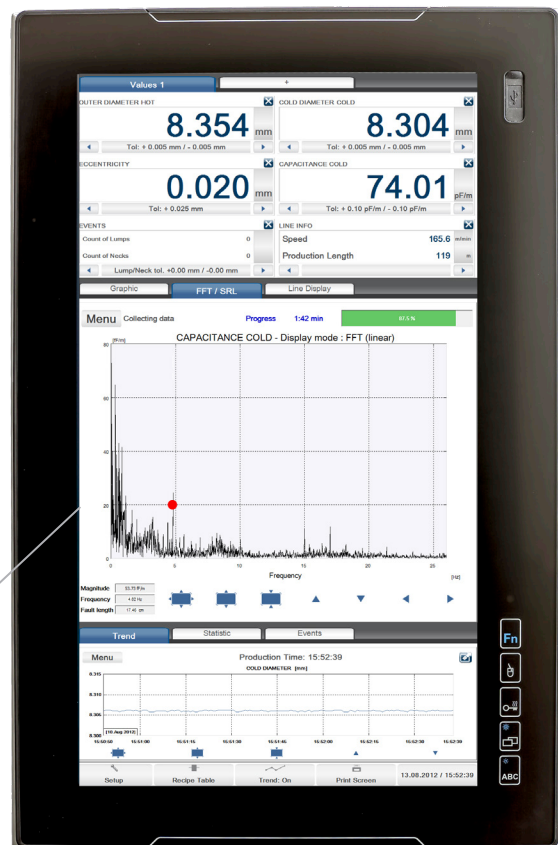 Values 1 +
OUTER DIAMETER HOT
8.354 mm
Tol: + 0.005 mm / - 0.005 mm
COLD DIAMETER COLD
8.304 mm
Tol: + 0.005 mm / - 0.005 mm
ECCENTRICITY
0.020 mm
Tol: + 0.025 mm
CAPACITANCE COLD
74.01 pF/m
Tol: + 0.10 pF/m / - 0.10 pF/m
EVENTS
Count of Lumps 0
Count of Necks 0
Lump/Neck tol. +0.00 mm / -0.00 mm
LINE INFO
Speed 165.6 m/min
Production Length 119 m
Graphic FFT / SRL Line Display
Menu Collecting data Progress 1:42 min 87.5 %
CAPACITANCE COLD - Display mode : FFT (linear)
80
60
40
20
0
0 5 10 15 20 25
Frequency [Hz]
Magnitude
Frequency 4.82 Hz
Fault length
Trend Statistic Events
Menu Production Time: 15:52:39
COLD DIAMETER [mm]
8.315
8.310
8.305
8.300
[10.Aug 2012]
15:50:50 15:51:00 15:51:15 15:51:30 15:51:45 15:52:00 15:52:15 15:52:30 15:52:39
Setup Recipe Table Trend: On Print Screen 13.08.2012 / 15:52:39
Fn
ABC